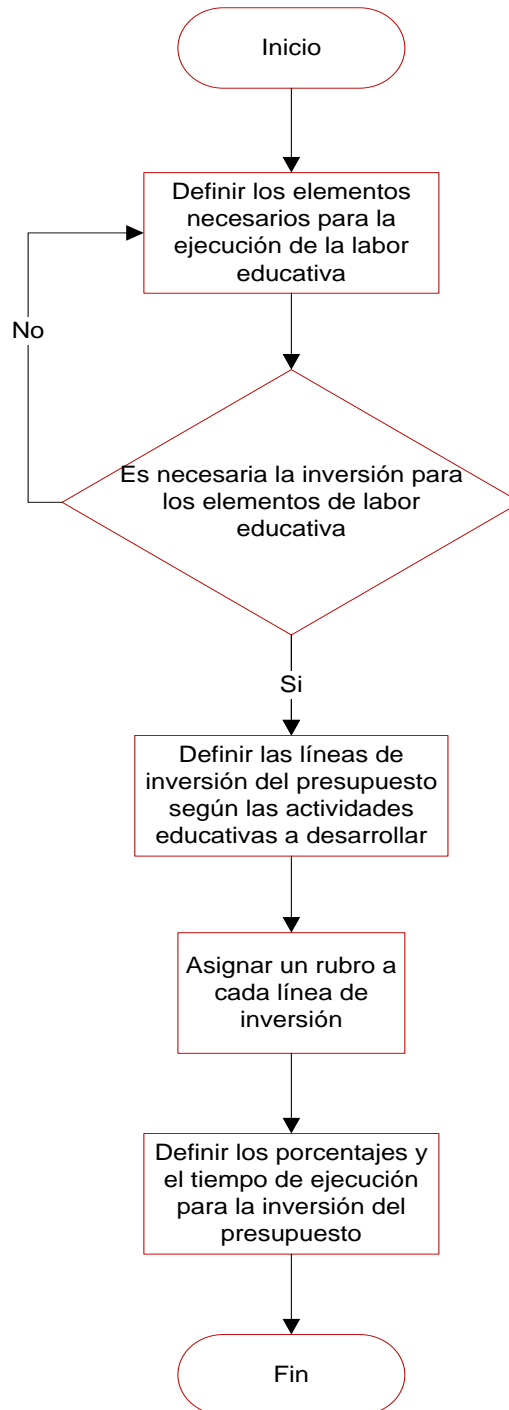 Inicio
Definir los elementos
necesarios para la
ejecución de la labor
educativa
No
Es necesaria la inversión para
los elementos de labor
educativa
Si
Definir las líneas de
inversión del presupuesto
según las actividades
educativas a desarrollar
Asignar un rubro a
cada línea de
inversión
Definir los porcentajes y
el tiempo de ejecución
para la inversión del
presupuesto
Fin